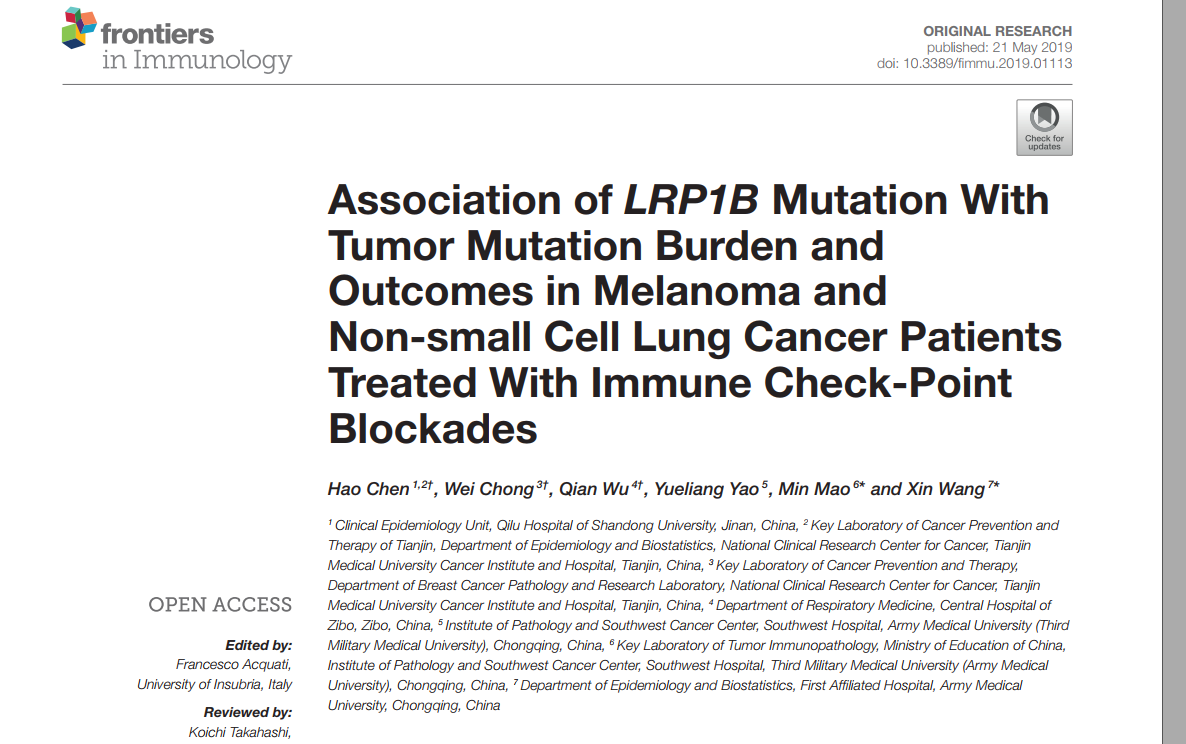 frontiers
in Immunology
ORIGINAL RESEARCH
published: 21 May 2019
doi: 10.3389/fimmu.2019.01113
Check for
updates
Association of LRP1B Mutation With
Tumor Mutation Burden and
Outcomes in Melanoma and
Non-small Cell Lung Cancer Patients
Treated With Immune Check-Point
Blockades
Hao Chen 1,2†, Wei Chong 3†, Qian Wu 4†, Yueliang Yao 5, Min Mao 6* and Xin Wang 7*
1 Clinical Epidemiology Unit, Qilu Hospital of Shandong University, Jinan, China, 2 Key Laboratory of Cancer Prevention and
Therapy of Tianjin, Department of Epidemiology and Biostatistics, National Clinical Research Center for Cancer, Tianjin
Medical University Cancer Institute and Hospital, Tianjin, China, 3 Key Laboratory of Cancer Prevention and Therapy,
Department of Breast Cancer Pathology and Research Laboratory, National Clinical Research Center for Cancer, Tianjin
Medical University Cancer Institute and Hospital, Tianjin, China, 4 Department of Respiratory Medicine, Central Hospital of
Zibo, Zibo, China, 5 Institute of Pathology and Southwest Cancer Center, Southwest Hospital, Army Medical University (Third
Military Medical University), Chongqing, China, 6 Key Laboratory of Tumor Immunopathology, Ministry of Education of China,
Institute of Pathology and Southwest Cancer Center, Southwest Hospital, Third Military Medical University (Army Medical
University), Chongqing, China, 7 Department of Epidemiology and Biostatistics, First Affiliated Hospital, Army Medical
University, Chongqing, China
OPEN ACCESS
Edited by:
Francesco Acquati,
University of Insubria, Italy
Reviewed by:
Koichi Takahashi,